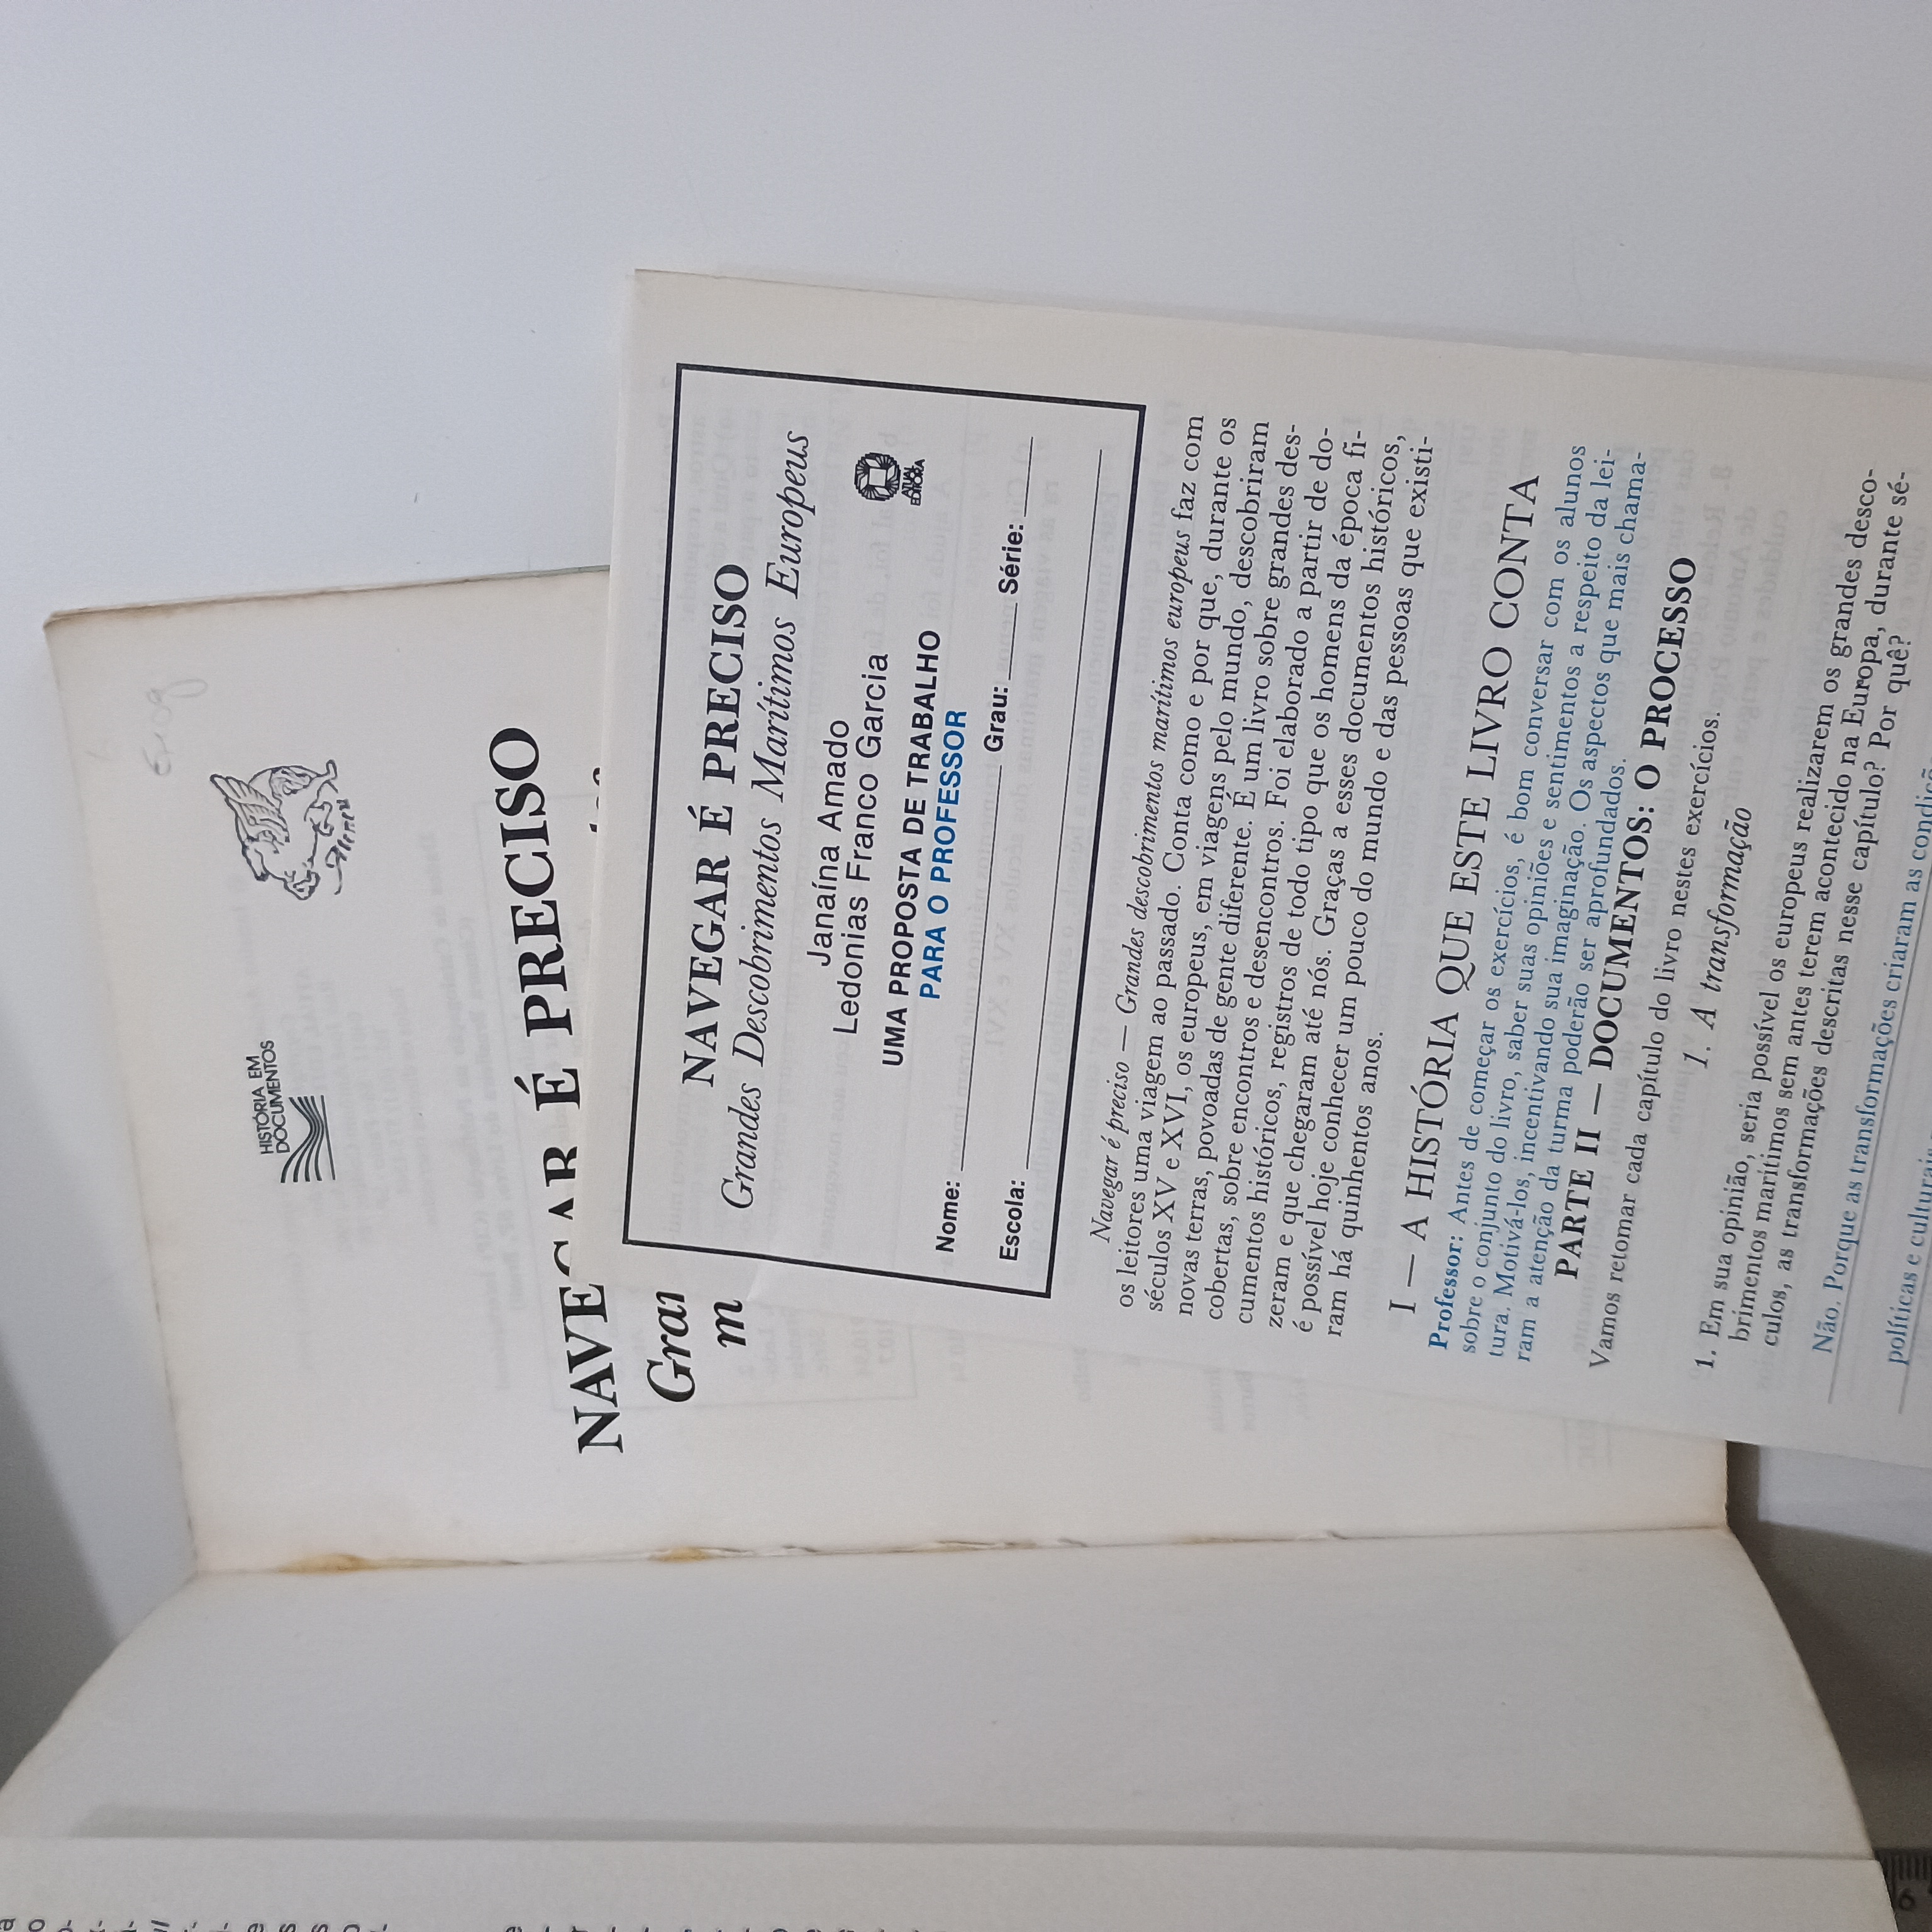 HISTÓRIA EM
DOCUMENTOS
NAVEGAR É PRECISO
NAVEGAR É PRECISO
Grandes Descobrimentos Marítimos Europeus
Janaína Amado
Ledonias Franco Garcia
ATUAL
EDITORA
UMA PROPOSTA DE TRABALHO
PARA O PROFESSOR
Nome: Grau: Série:
Escola:
Navegar é preciso — Grandes descobrimentos marítimos europeus faz com
os leitores uma viagem ao passado. Conta como e por que, durante os
séculos XV e XVI, os europeus, em viagens pelo mundo, descobriram
novas terras, povoadas de gente diferente. É um livro sobre grandes des-
cobertas, sobre encontros e desencontros. Foi elaborado a partir de do-
cumentos históricos, registros de todo tipo que os homens da época fi-
zeram e que chegaram até nós. Graças a esses documentos históricos,
é possível hoje conhecer um pouco do mundo e das pessoas que existi-
ram há quinhentos anos.
I — A HISTÓRIA QUE ESTE LIVRO CONTA
Professor: Antes de começar os exercícios, é bom conversar com os alunos
sobre o conjunto do livro, saber suas opiniões e sentimentos a respeito da lei-
tura. Motivá-los, incentivando sua imaginação. Os aspectos que mais chama-
ram a atenção da turma poderão ser aprofundados.
PARTE II — DOCUMENTOS: O PROCESSO
Vamos retomar cada capítulo do livro nestes exercícios.
1. A transformação
1. Em sua opinião, seria possível os europeus realizarem os grandes desco-
brimentos marítimos sem antes terem acontecido na Europa, durante sé-
culos, as transformações descritas nesse capítulo? Por quê?
Não. Porque as transformações criaram as condiçõ
políticas e culturais